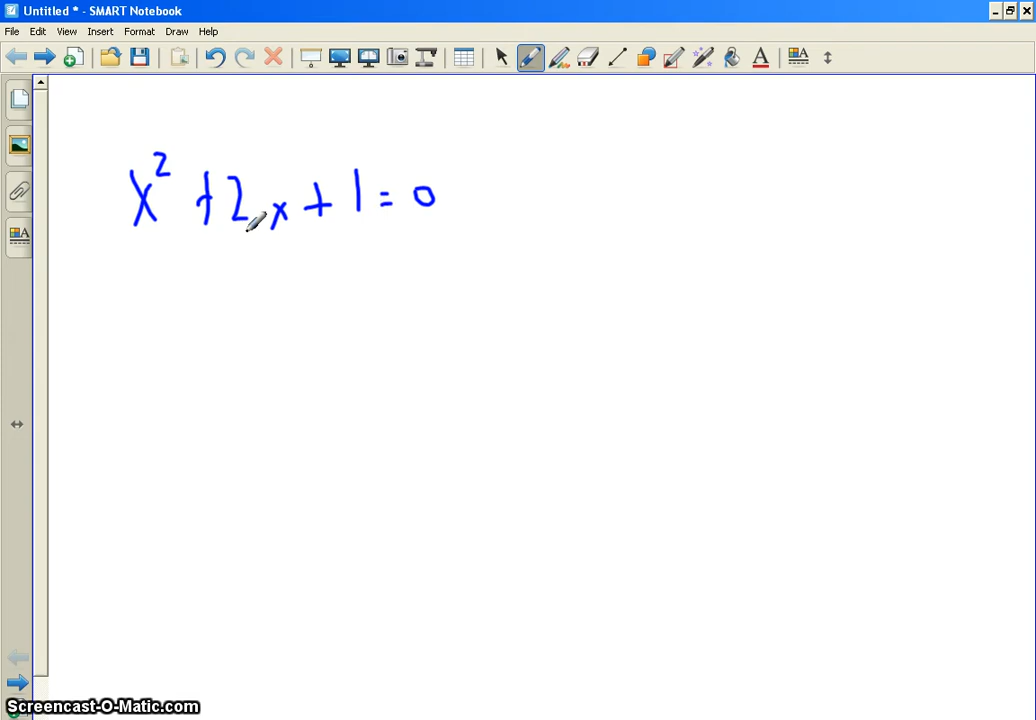 Untitled * - SMART Notebook
File Edit View Insert Format Draw Help
x² + 2x + 1 = 0
Screencast-O-Matic.com